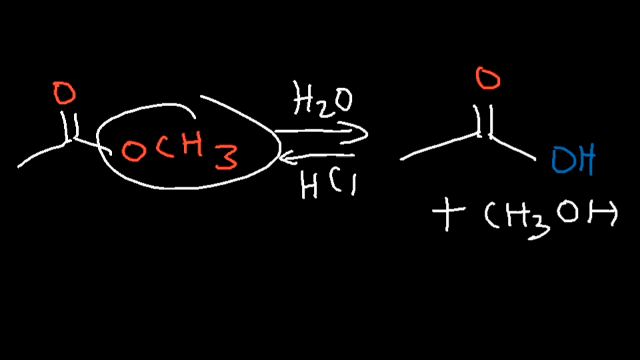 O
OCH3
H2O
HCl
O
OH
+ CH3OH